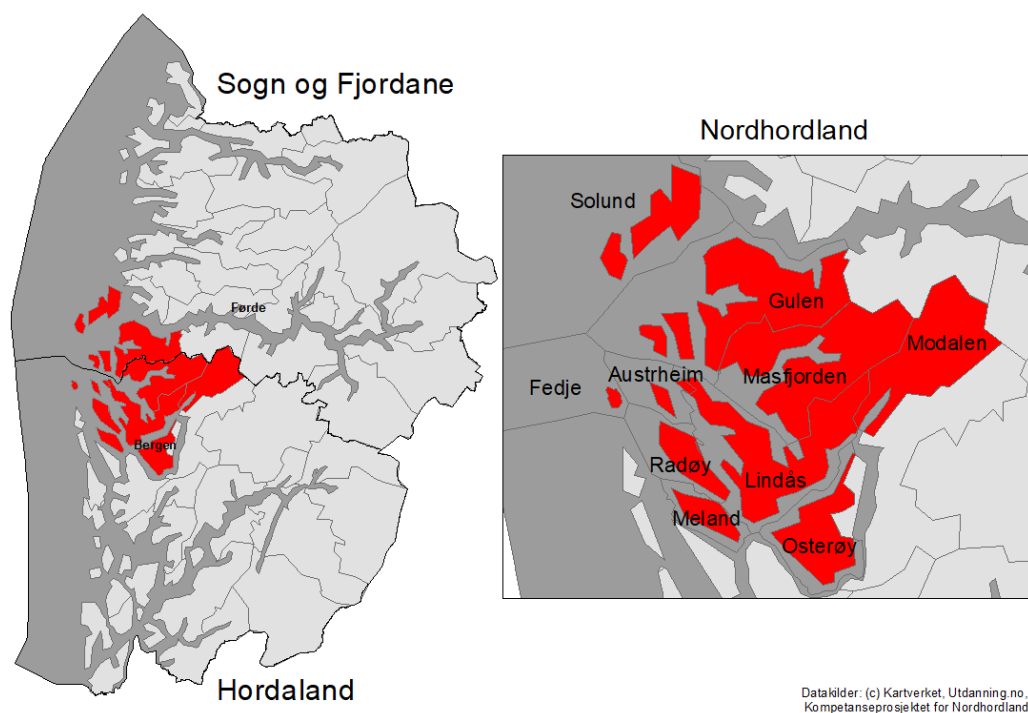 Sogn og Fjordane
Førde
Bergen
Hordaland
Nordhordland
Solund
Gulen
Modalen
Fedje
Austrheim
Masfjorden
Radøy
Lindås
Meland
Osterøy
Datakilder: (c) Kartverket, Utdanning.no,
Kompetanseprosjektet for Nordhordland